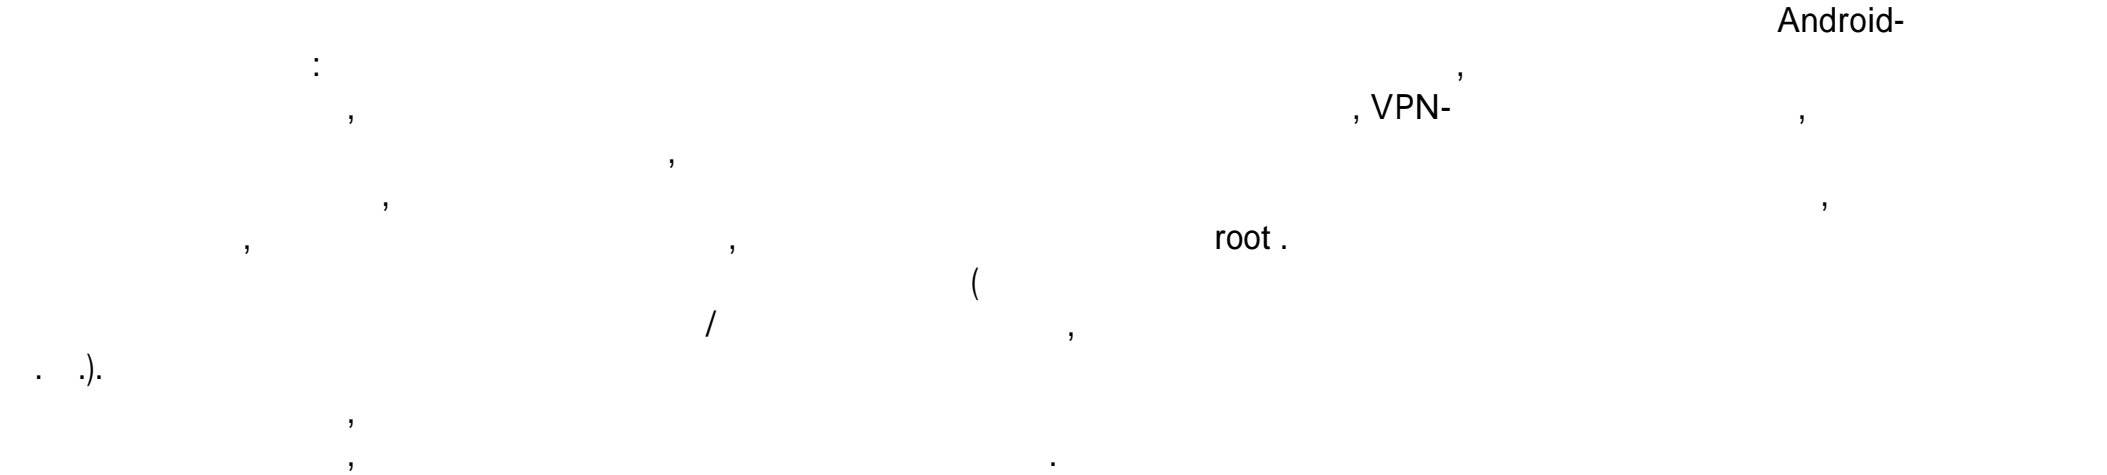 Android-
: ,
, , VPN- ,
,
, ,
, , root .
(
/ ,
. .).
,
, .